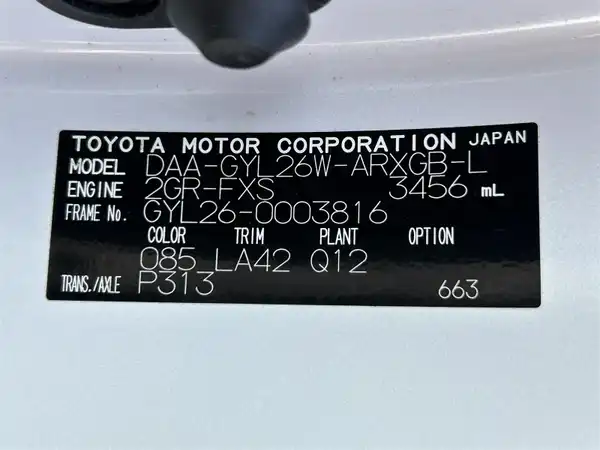 TOYOTA MOTOR CORPORATION JAPAN
MODEL DAA-GYL26W-ARXGB-L
ENGINE 2GR-FXS 3456 mL
FRAME No. GYL26-0003816
COLOR TRIM PLANT OPTION
085 LA42 Q12
TRANS./AXLE P313 663